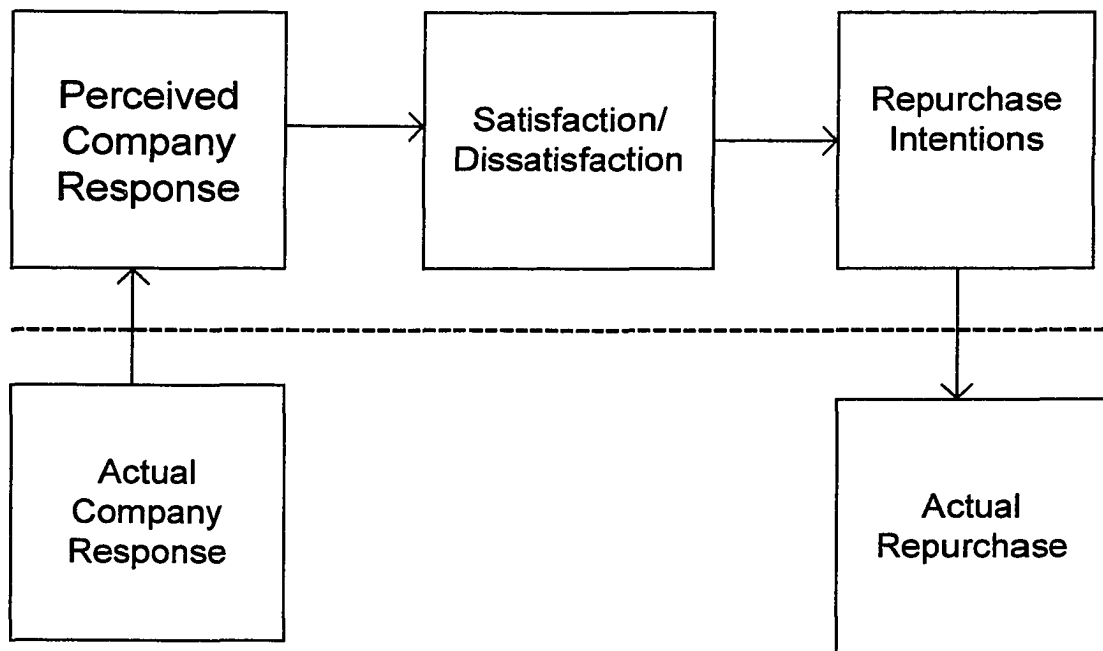 Perceived
Company
Response
Satisfaction/
Dissatisfaction
Repurchase
Intentions
Actual
Company
Response
Actual
Repurchase